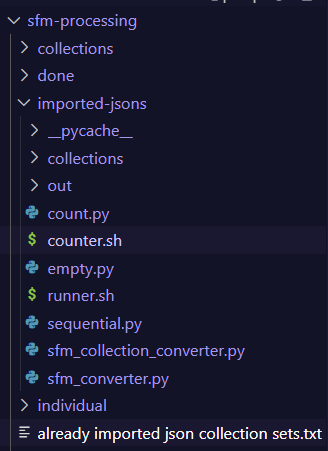 sfm-processing
collections
done
imported-jsons
__pycache__
collections
out
count.py
$ counter.sh
empty.py
$ runner.sh
sequential.py
sfm_collection_converter.py
sfm_converter.py
individual
already imported json collection sets.txt